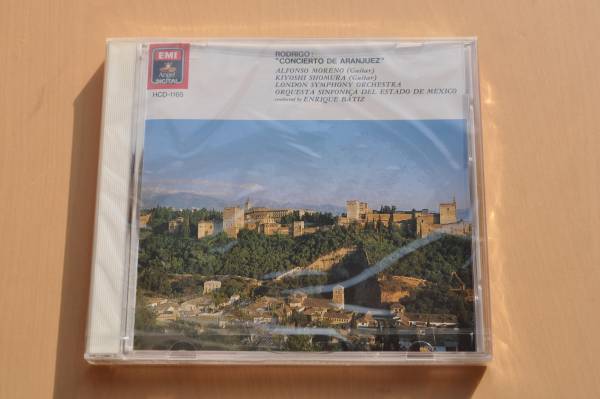 EMI
Angel
DIGITAL
HCD-1165
RODRIGO:
"CONCIERTO DE ARANJUEZ"
ALFONSO MORENO (Guitar)
KIYOSHI SHOMURA (Guitar)
LONDON SYMPHONY ORCHESTRA
ORQUESTA SINFONICA DEL ESTADO DE MEXICO
conducted by ENRIQUE BÁTIZ